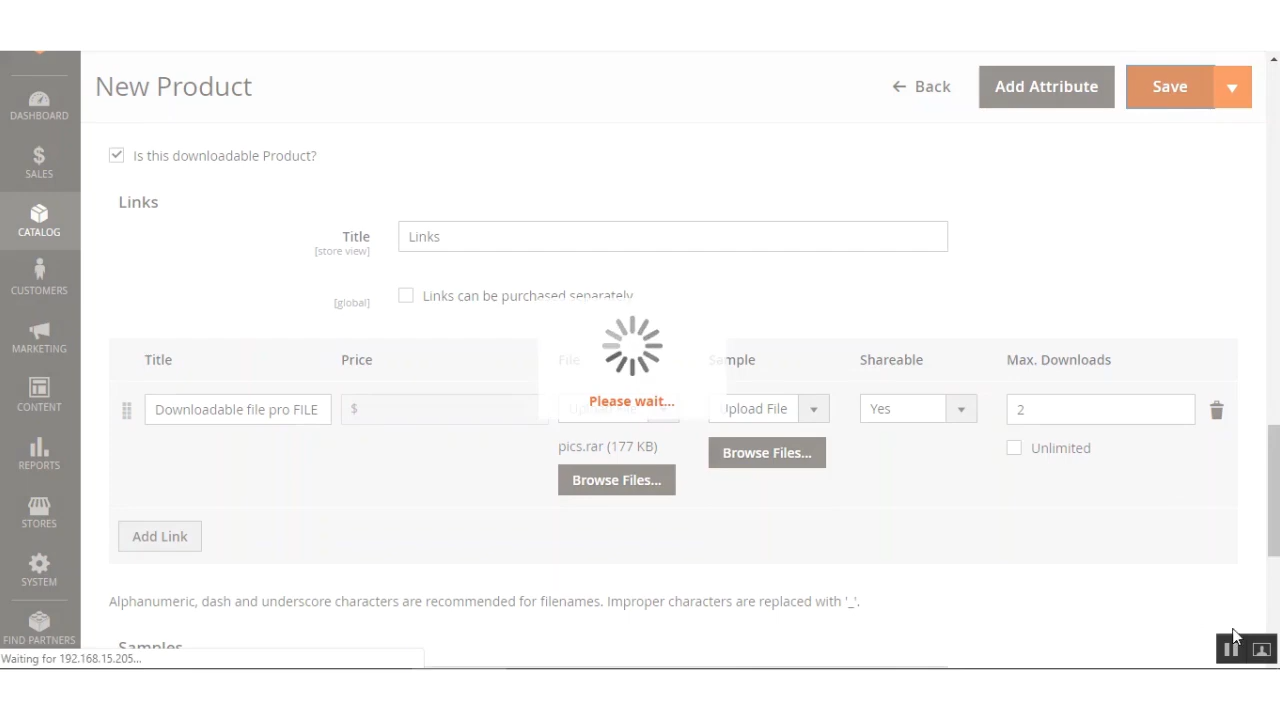 New Product
Back
Add Attribute
Save
DASHBOARD
SALES
CATALOG
CUSTOMERS
MARKETING
CONTENT
REPORTS
STORES
SYSTEM
FIND PARTNERS
Is this downloadable Product?
Links
Title
[store view]
Links
[global]
Links can be purchased separately
Title Price File Sample Shareable Max. Downloads
Please wait...
Downloadable file pro FILE $ Upload File Yes 2
pics.rar (177 KB)
Browse Files...
Browse Files...
Unlimited
Add Link
Alphanumeric, dash and underscore characters are recommended for filenames. Improper characters are replaced with '_'.
Samples
Waiting for 192.168.15.205...